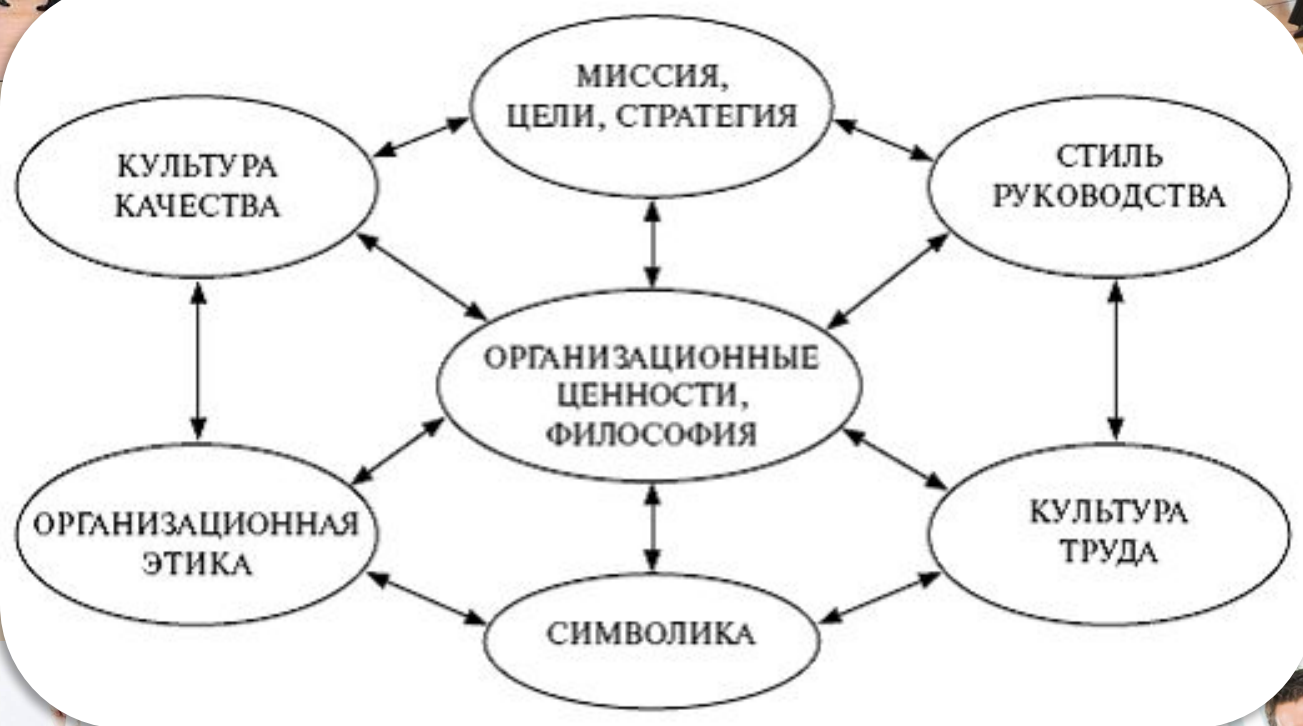 МИССИЯ,
ЦЕЛИ, СТРАТЕГИЯ
КУЛЬТУРА
КАЧЕСТВА
СТИЛЬ
РУКОВОДСТВА
ОРГАНИЗАЦИОННЫЕ
ЦЕННОСТИ,
ФИЛОСОФИЯ
ОРГАНИЗАЦИОННАЯ
ЭТИКА
КУЛЬТУРА
ТРУДА
СИМВОЛИКА